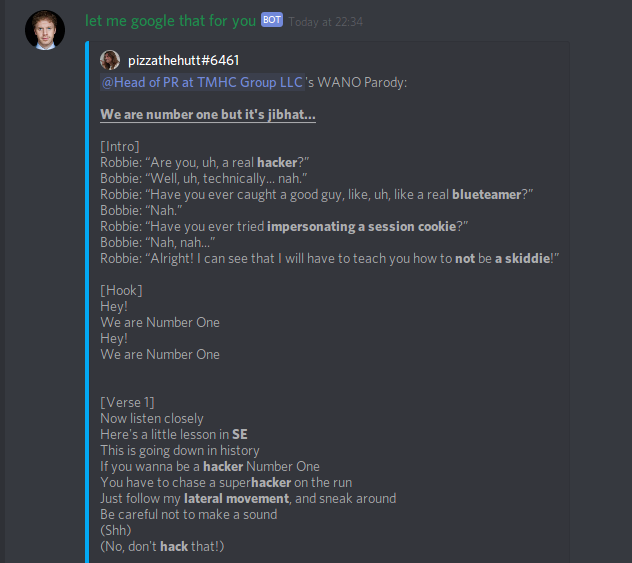 let me google that for you BOT Today at 22:34
pizzathehutt#6461
@Head of PR at TMHC Group LLC's WANO Parody:
We are number one but it's jibhat...
[Intro]
Robbie: “Are you, uh, a real hacker?”
Bobbie: “Well, uh, technically... nah.”
Robbie: “Have you ever caught a good guy, like, uh, like a real blueteamer?”
Bobbie: “Nah.”
Robbie: “Have you ever tried impersonating a session cookie?”
Bobbie: “Nah, nah...”
Robbie: “Alright! I can see that I will have to teach you how to not be a skiddie!”
[Hook]
Hey!
We are Number One
Hey!
We are Number One
[Verse 1]
Now listen closely
Here's a little lesson in SE
This is going down in history
If you wanna be a hacker Number One
You have to chase a superhacker on the run
Just follow my lateral movement, and sneak around
Be careful not to make a sound
(Shh)
(No, don't hack that!)